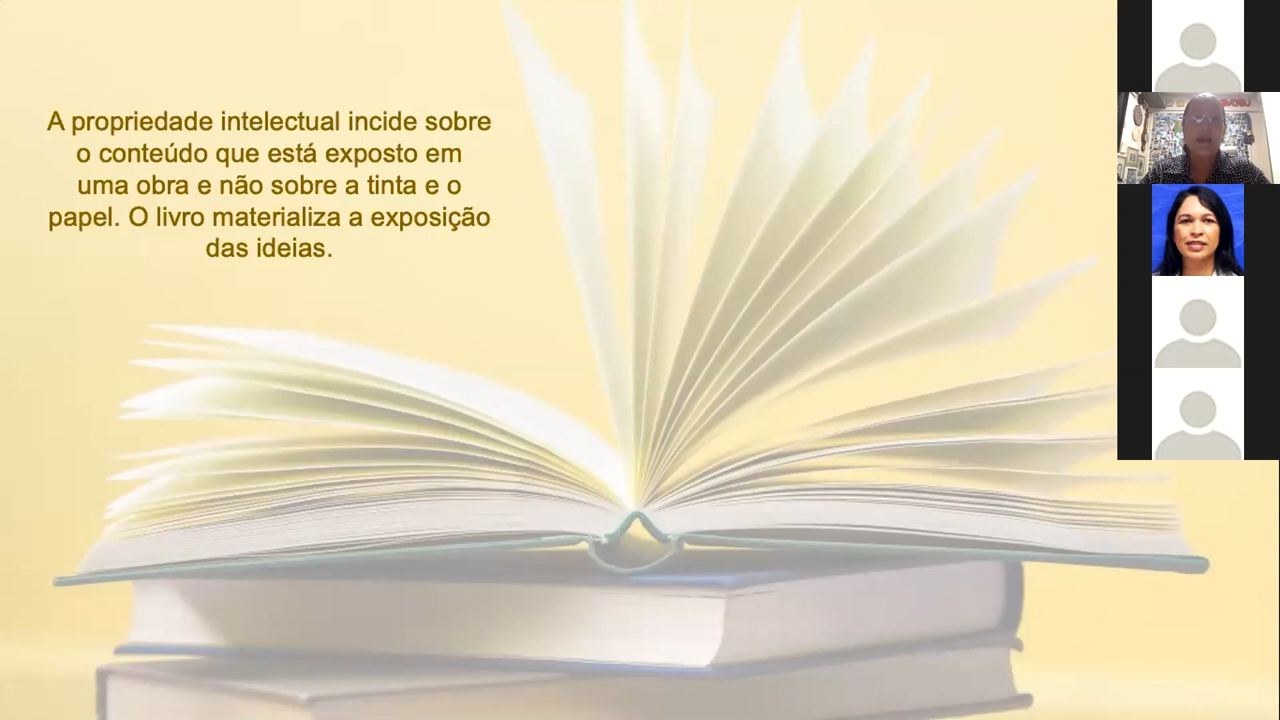 A propriedade intelectual incide sobre
o conteúdo que está exposto em
uma obra e não sobre a tinta e o
papel. O livro materializa a exposição
das ideias.